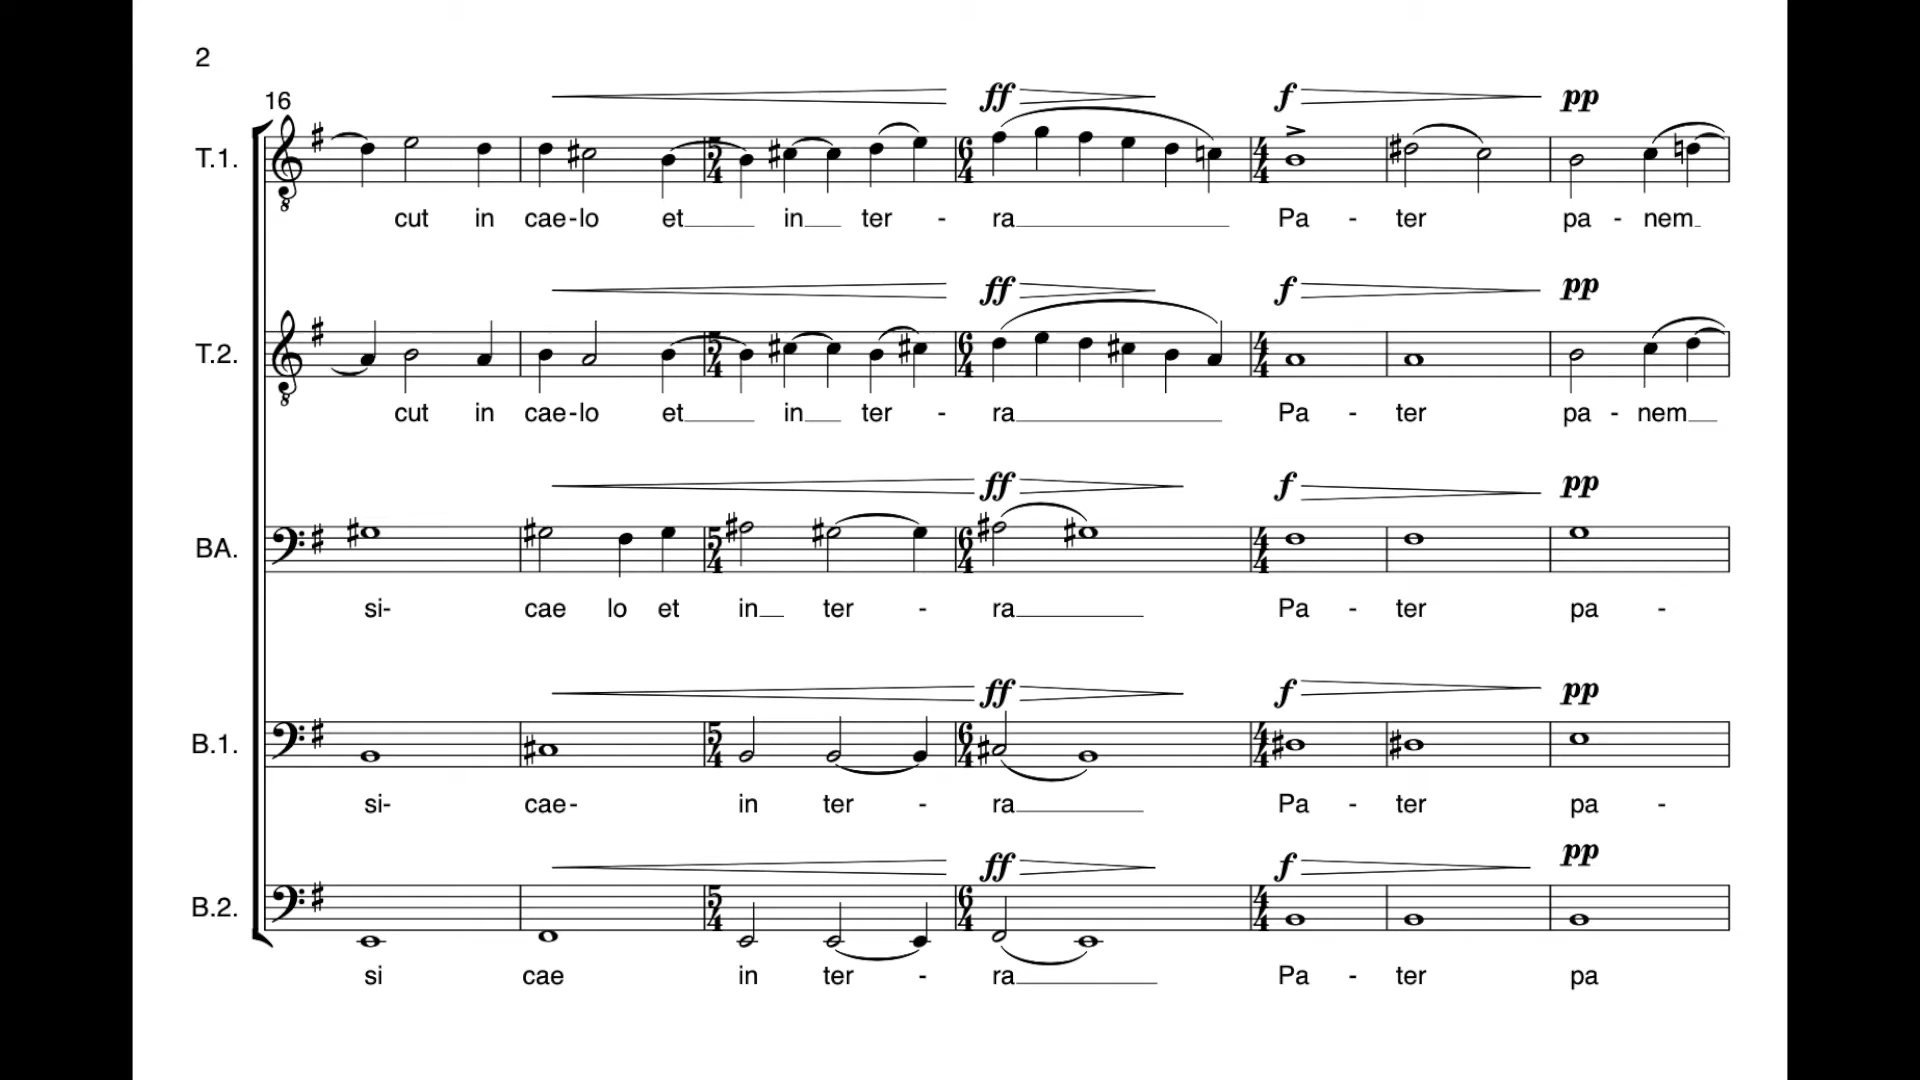 2
16
ff f pp
T.1.
cut in cae-lo et in ter - ra Pa - ter pa - nem
ff f pp
T.2.
cut in cae-lo et in ter - ra Pa - ter pa - nem
ff f pp
BA.
si- cae lo et in ter - ra Pa - ter pa -
ff f pp
B.1.
si- cae- in ter - ra Pa - ter pa -
ff f pp
B.2.
si cae in ter - ra Pa - ter pa